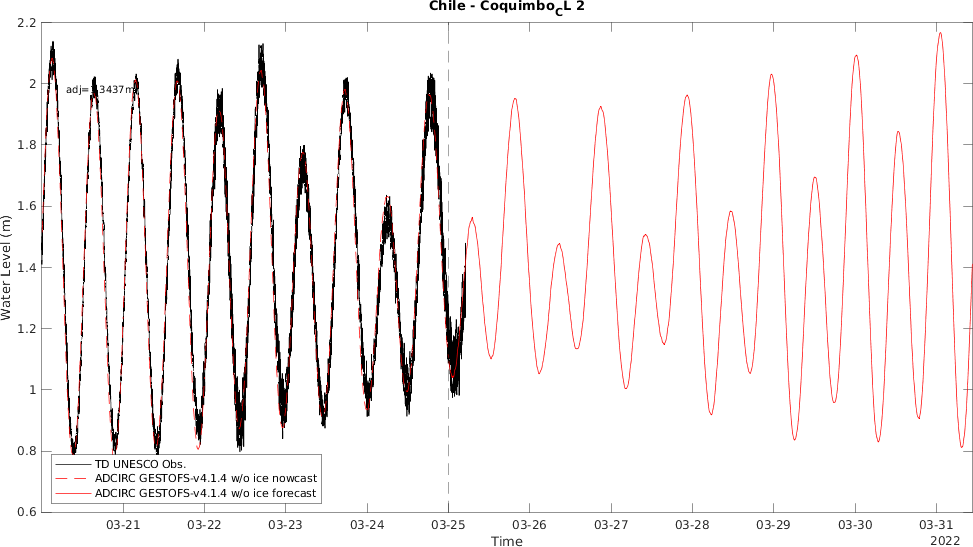 Chile - CoquimboCL 2
2.2
2
1.8
1.6
1.4
1.2
1
0.8
0.6
Water Level (m)
TD UNESCO Obs.
ADCIRC GESTOFS-v4.1.4 w/o ice nowcast
ADCIRC GESTOFS-v4.1.4 w/o ice forecast
03-21 03-22 03-23 03-24 03-25 03-26 03-27 03-28 03-29 03-30 03-31
Time
2022